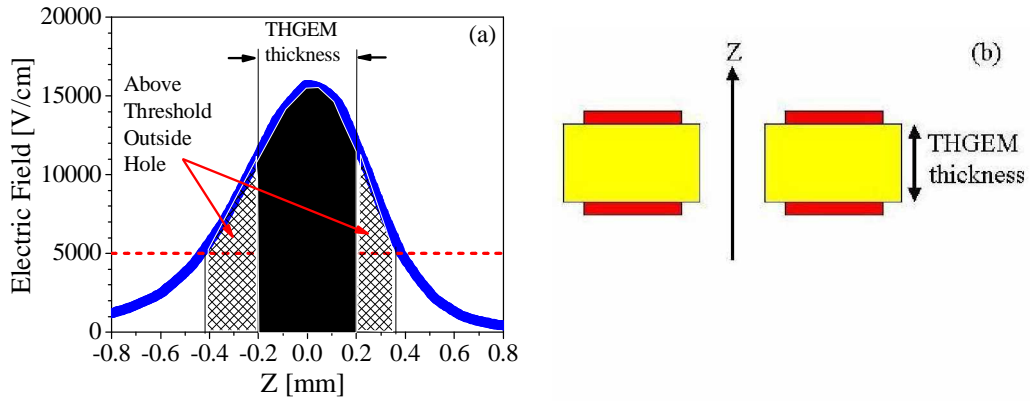 20000
15000
10000
5000
0
Electric Field [V/cm]
THGEM
thickness
(a)
Above
Threshold
Outside
Hole
-0.8 -0.6 -0.4 -0.2 0.0 0.2 0.4 0.6 0.8
Z [mm]
(b)
Z
THGEM
thickness